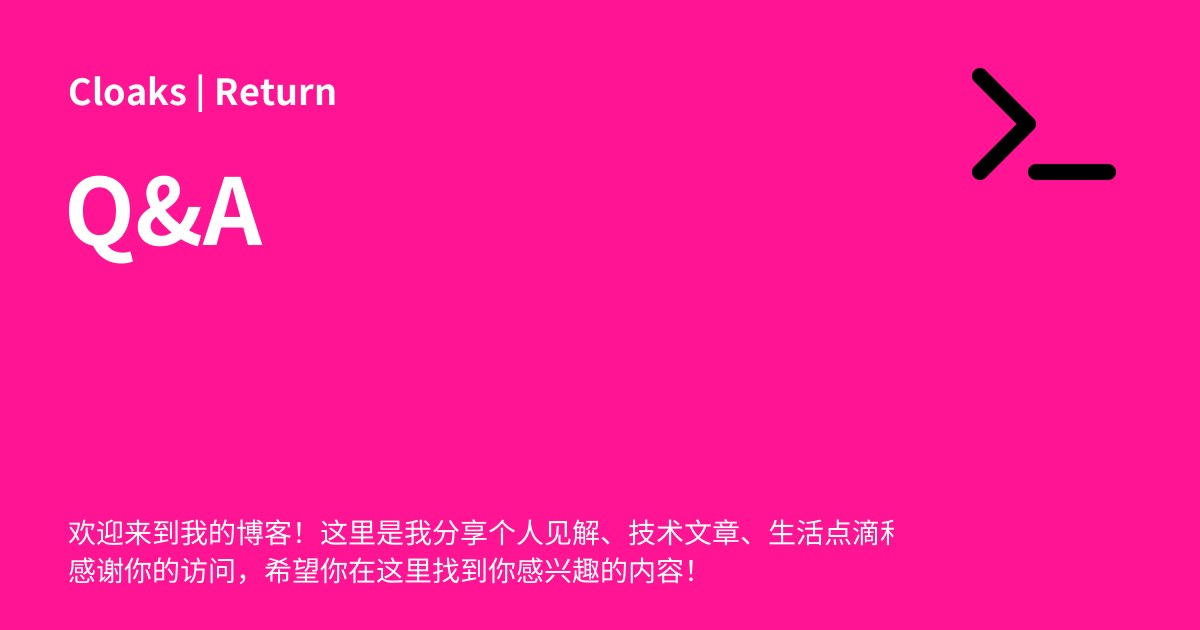 Cloaks | Return
Q&A
欢迎来到我的博客！这里是我分享个人见解、技术文章、生活点滴
感谢你的访问，希望你在这里找到你感兴趣的内容！